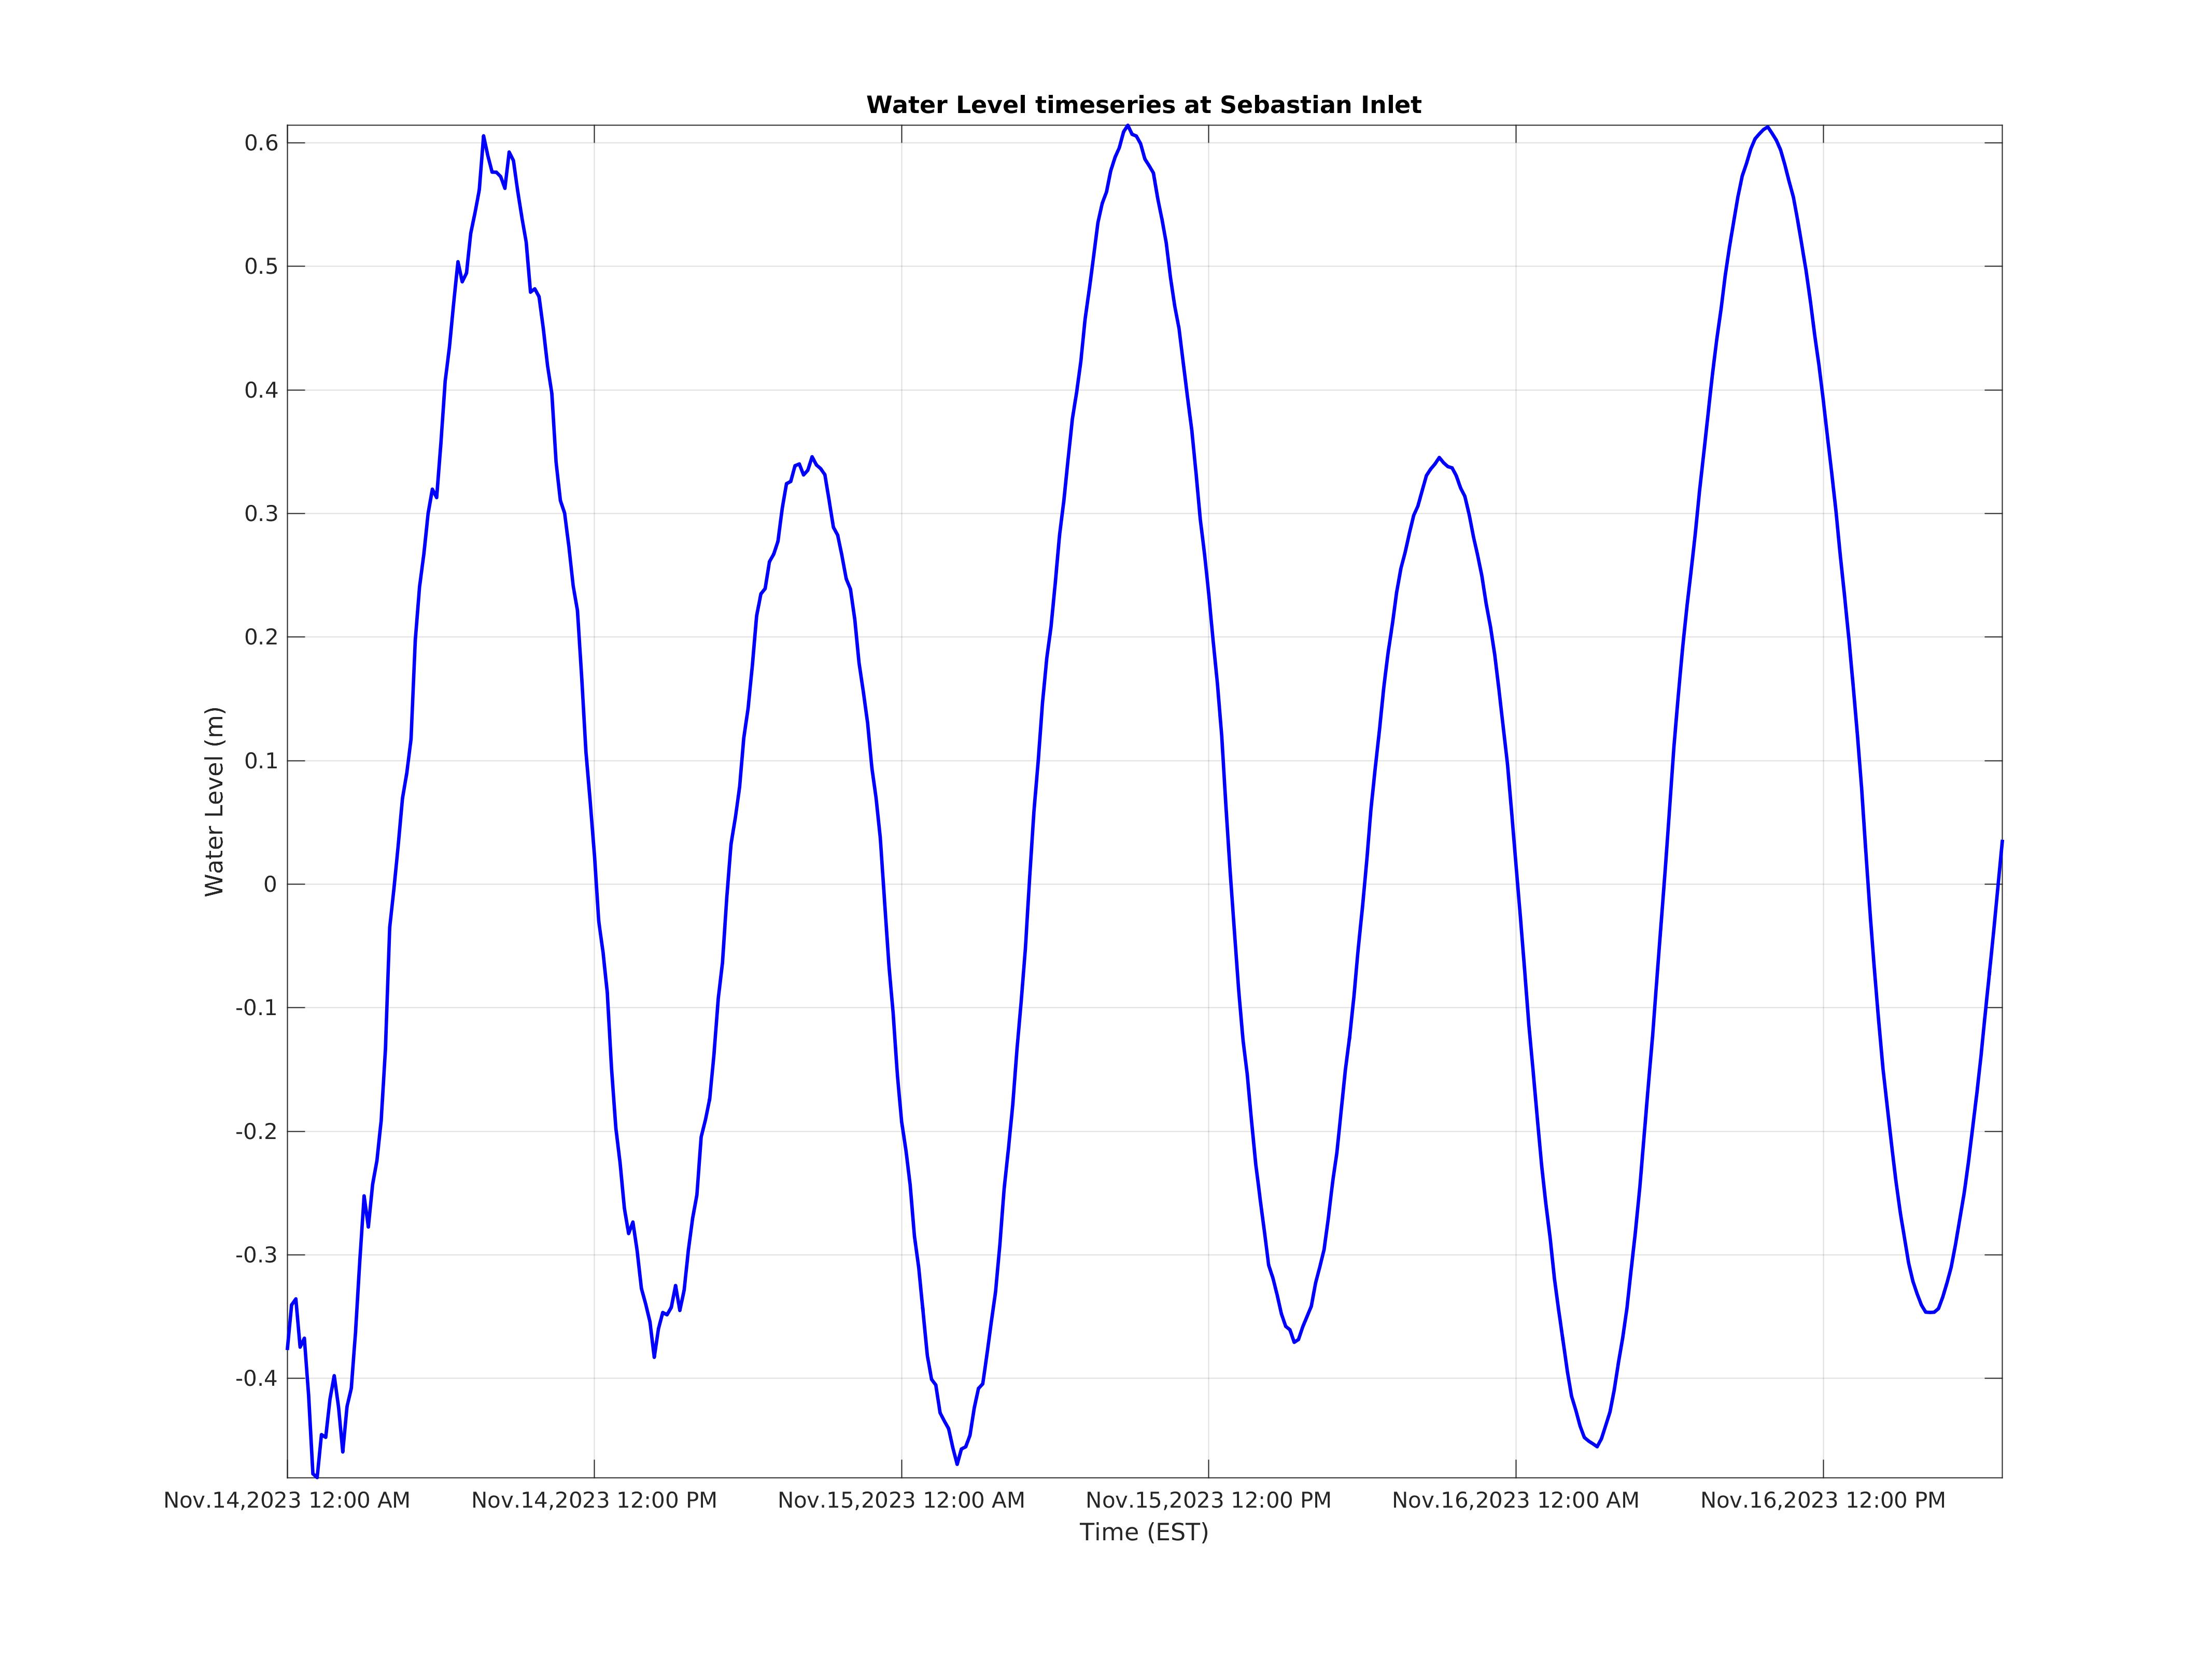 Water Level timeseries at Sebastian Inlet
0.6
0.5
0.4
0.3
0.2
0.1
0
-0.1
-0.2
-0.3
-0.4
Water Level (m)
Nov.14,2023 12:00 AM Nov.14,2023 12:00 PM Nov.15,2023 12:00 AM Nov.15,2023 12:00 PM Nov.16,2023 12:00 AM Nov.16,2023 12:00 PM
Time (EST)